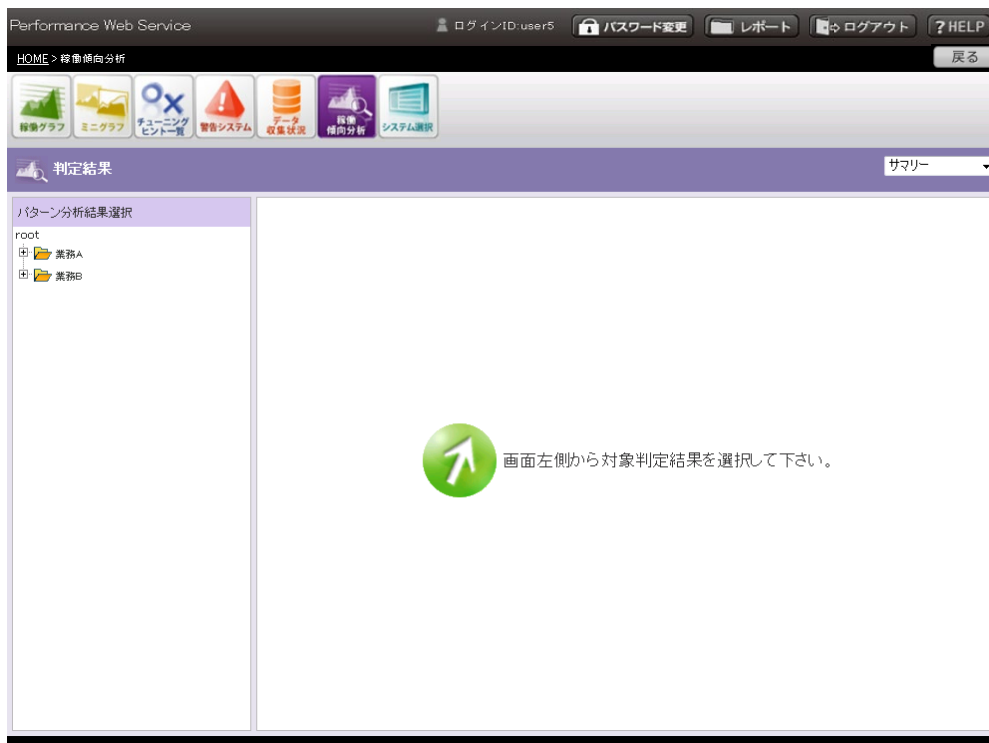 Performance Web Service
ログインID:user5
パスワード変更
レポート
ログアウト
?HELP
HOME > 稼働傾向分析
戻る
稼働グラフ
ミニグラフ
チューニング
ヒント一覧
警告システム
データ
収集状況
稼働
傾向分析
システム選択
判定結果
サマリー
パターン分析結果選択
root
業務A
業務B
画面左側から対象判定結果を選択して下さい。